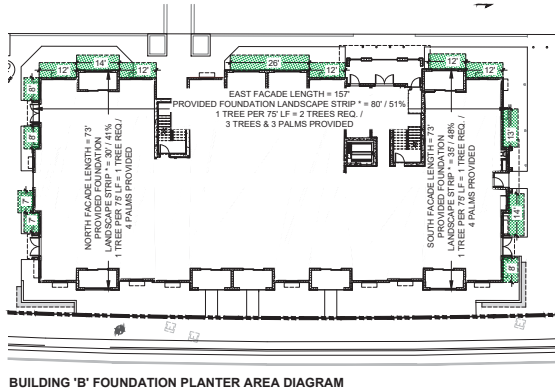 12'
14'
12'
26'
12'
12'
8'
8'
7'
7'
13'
14'
8'
EAST FACADE LENGTH = 157'
PROVIDED FOUNDATION LANDSCAPE STRIP * = 80' / 51%
1 TREE PER 75' LF = 2 TREES REQ. /
3 TREES & 3 PALMS PROVIDED
NORTH FACADE LENGTH = 73'
PROVIDED FOUNDATION
LANDSCAPE STRIP * = 30' / 41%
1 TREE PER 75' LF = 1 TREE REQ./
4 PALMS PROVIDED
SOUTH FACADE LENGTH = 73'
PROVIDED FOUNDATION
LANDSCAPE STRIP * = 35' / 48%
1 TREE PER 75' LF = 1 TREE REQ. /
4 PALMS PROVIDED
BUILDING 'B' FOUNDATION PLANTER AREA DIAGRAM